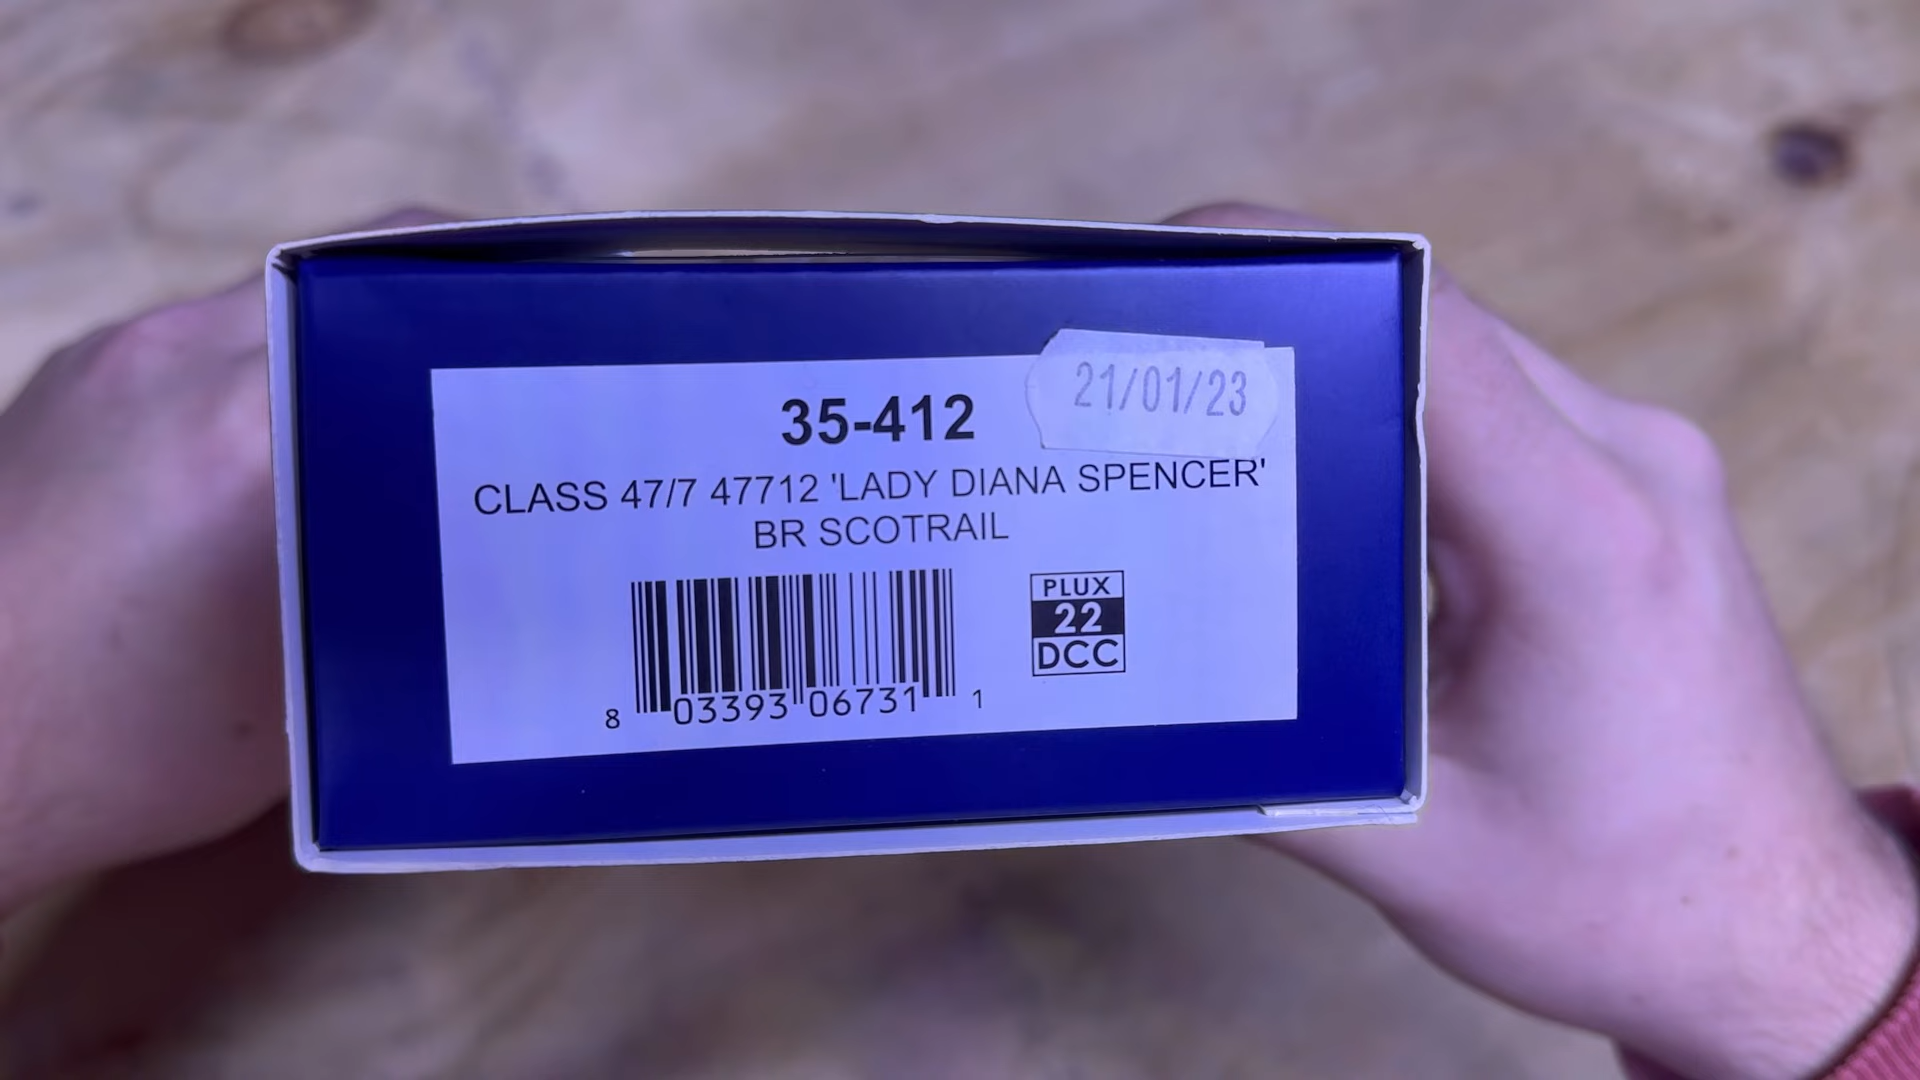 21/01/23
35-412
CLASS 47/7 47712 'LADY DIANA SPENCER'
BR SCOTRAIL
PLUX
22
DCC
8 03393 06731 1